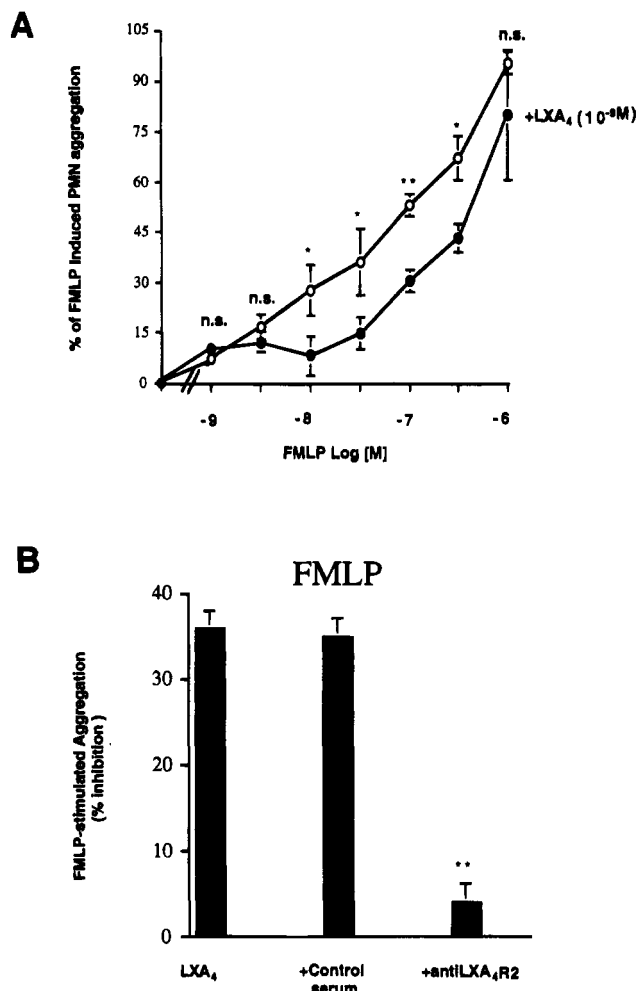 A
% of FMLP Induced PMN aggregation
105
90
75
60
45
30
15
0
n.s.
n.s.
*
*
**
*
n.s.
+LXA₄ (10⁻⁹M)
-9
-8
-7
-6
FMLP Log [M]
B
FMLP
FMLP-stimulated Aggregation
(% inhibition)
40
30
20
10
0
**
LXA₄
+Control
serum
+antiLXA₄R2